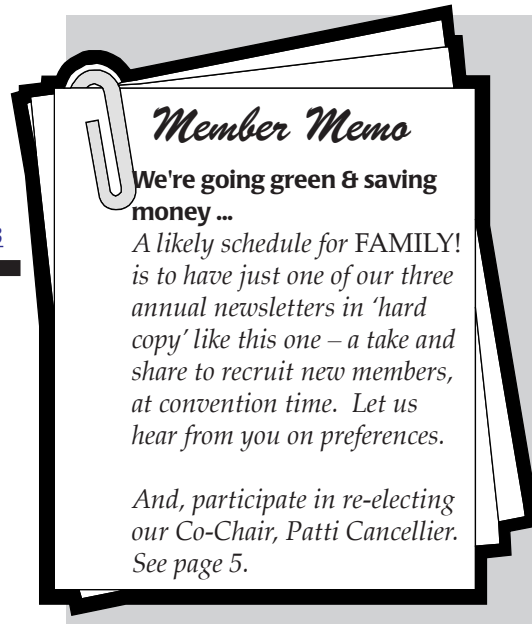 Member Memo
We're going green & saving
money ...
A likely schedule for FAMILY!
is to have just one of our three
annual newsletters in ‘hard
copy’ like this one – a take and
share to recruit new members,
at convention time.  Let us
hear from you on preferences.
And, participate in re-electing
our Co-Chair, Patti Cancellier.
See page 5.